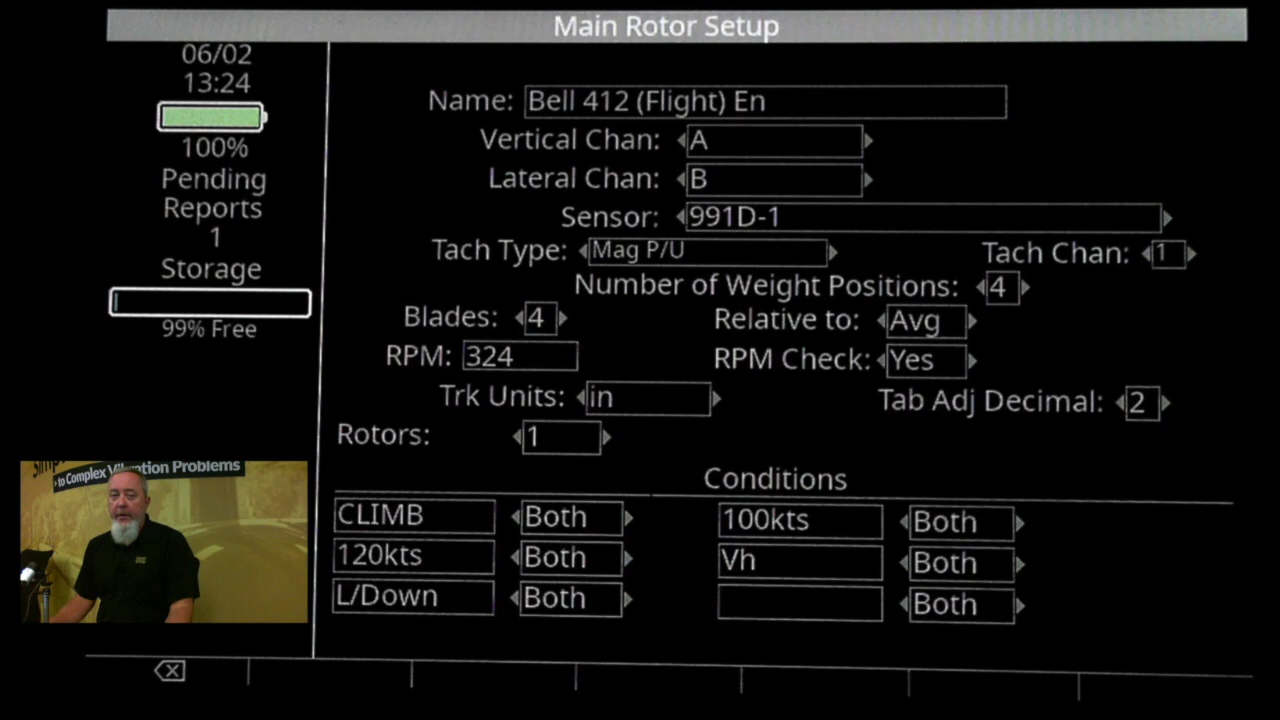 Main Rotor Setup
06/02
13:24
100%
Pending
Reports
1
Storage
99% Free
Name: Bell 412 (Flight) En
Vertical Chan: A
Lateral Chan: B
Sensor: 991D-1
Tach Type: Mag P/U Tach Chan: 1
Number of Weight Positions: 4
Blades: 4 Relative to: Avg
RPM: 324 RPM Check: Yes
Trk Units: in Tab Adj Decimal: 2
Rotors: 1
Conditions
CLIMB Both 100kts Both
120kts Both Vh Both
L/Down Both Both
to Complex Vibration Problems